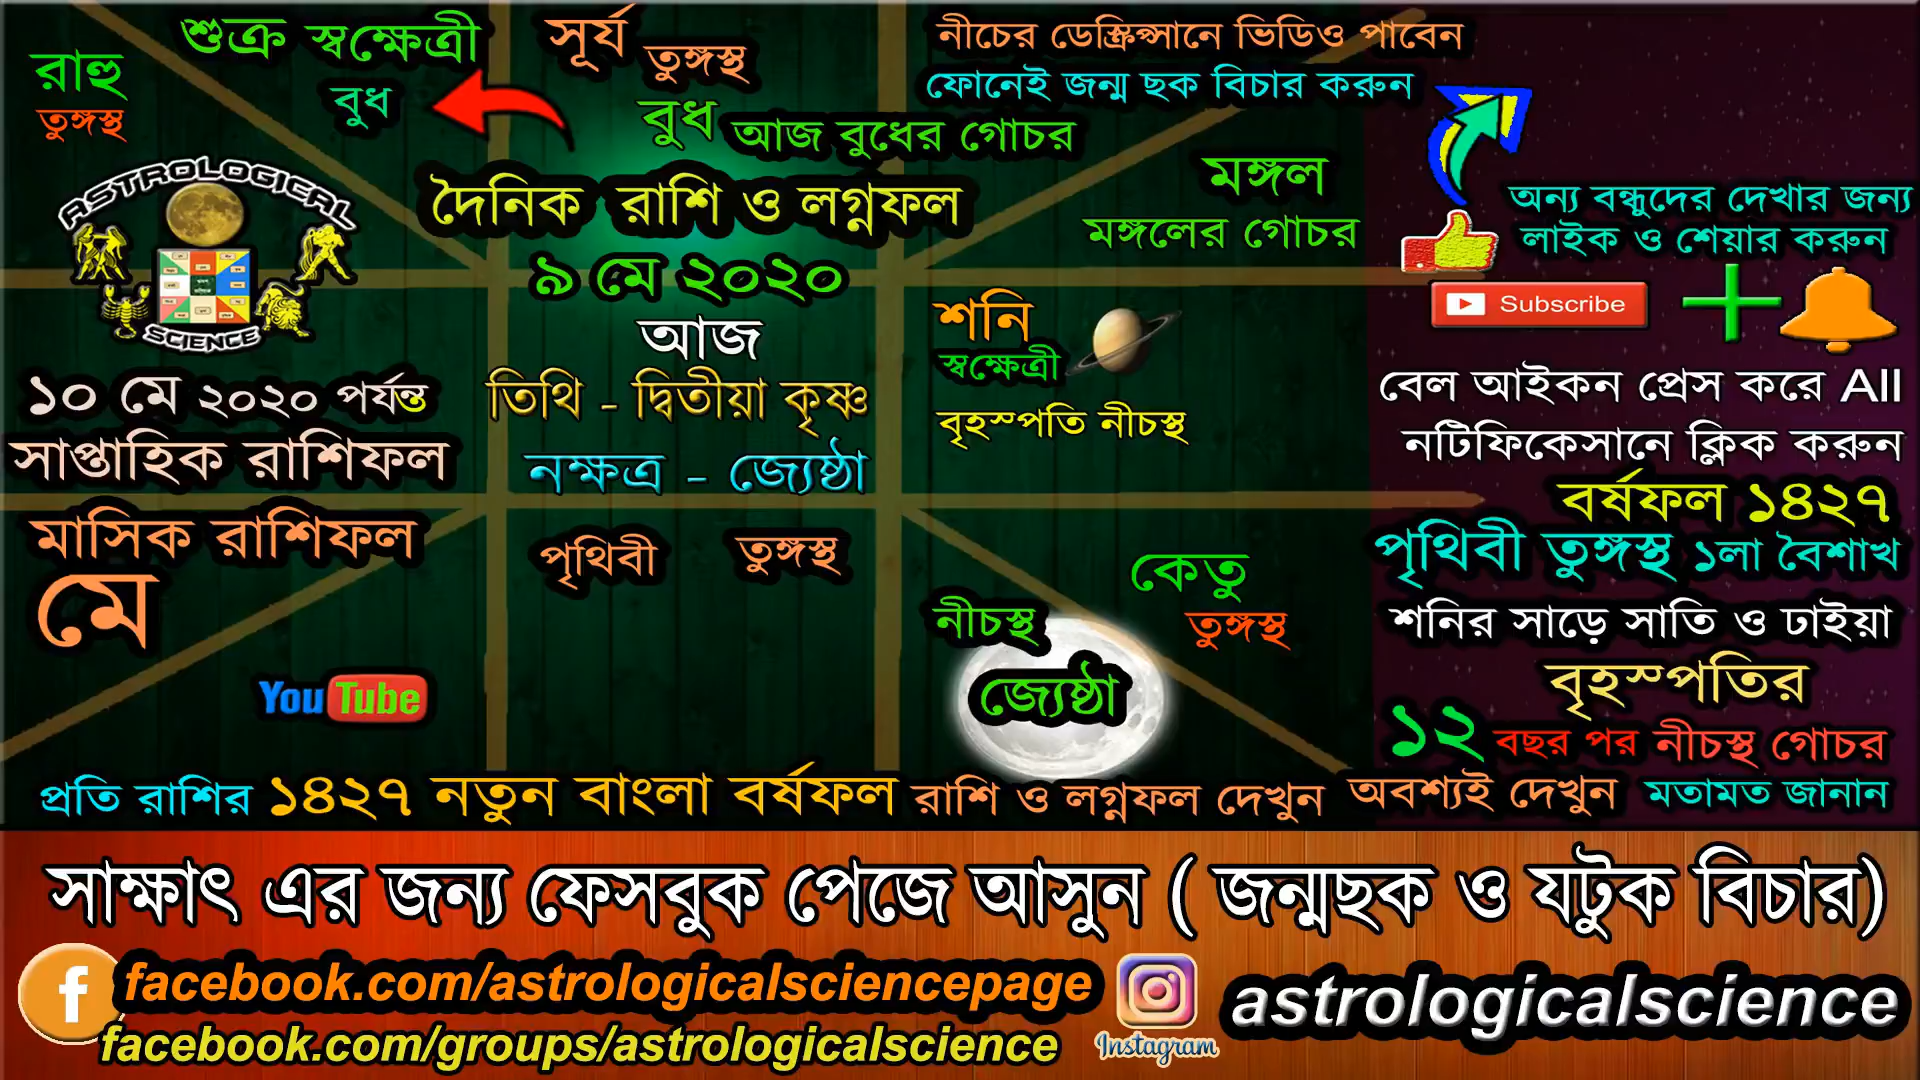 রাহু
তুঙ্গস্থ
শুক্র স্বক্ষেত্রী
বুধ
সূর্য তুঙ্গস্থ
বুধ আজ বুধের গোচর
নীচের ডেস্ক্রিপ্সানে ভিডিও পাবেন
ফোনেই জন্ম ছক বিচার করুন
মঙ্গল
মঙ্গলের গোচর
অন্য বন্ধুদের দেখার জন্য
লাইক ও শেয়ার করুন
Subscribe
ASTROLOGICAL
SCIENCE
দৈনিক রাশি ও লগ্নফল
৯ মে ২০২০
আজ
তিথি - দ্বিতীয়া কৃষ্ণ
নক্ষত্র - জ্যেষ্ঠা
শনি
স্বক্ষেত্রী
বৃহস্পতি নীচস্থ
১০ মে ২০২০ পর্যন্ত
সাপ্তাহিক রাশিফল
মাসিক রাশিফল
মে
YouTube
পৃথিবী তুঙ্গস্থ
কেতু
তুঙ্গস্থ
নীচস্থ
জ্যেষ্ঠা
বেল আইকন প্রেস করে All
নটিফিকেসানে ক্লিক করুন
বর্ষফল ১৪২৭
পৃথিবী তুঙ্গস্থ ১লা বৈশাখ
শনির সাড়ে সাতি ও ঢাইয়া
বৃহস্পতির
১২ বছর পর নীচস্থ গোচর
প্রতি রাশির ১৪২৭ নতুন বাংলা বর্ষফল রাশি ও লগ্নফল দেখুন অবশ্যই দেখুন মতামত জানান
সাক্ষাৎ এর জন্য ফেসবুক পেজে আসুন ( জন্মছক ও যটুক বিচার)
facebook.com/astrologicalsciencepage
facebook.com/groups/astrologicalscience
Instagram
astrologicalscience